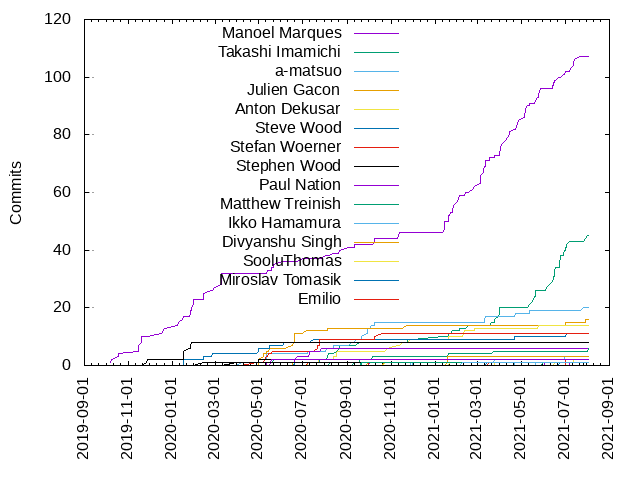 120
100
80
60
40
20
0
Commits
Manoel Marques
Takashi Imamichi
a-matsuo
Julien Gacon
Anton Dekusar
Steve Wood
Stefan Woerner
Stephen Wood
Paul Nation
Matthew Treinish
Ikko Hamamura
Divyanshu Singh
SooluThomas
Miroslav Tomasik
Emilio
2019-09-01
2019-11-01
2020-01-01
2020-03-01
2020-05-01
2020-07-01
2020-09-01
2020-11-01
2021-01-01
2021-03-01
2021-05-01
2021-07-01
2021-09-01